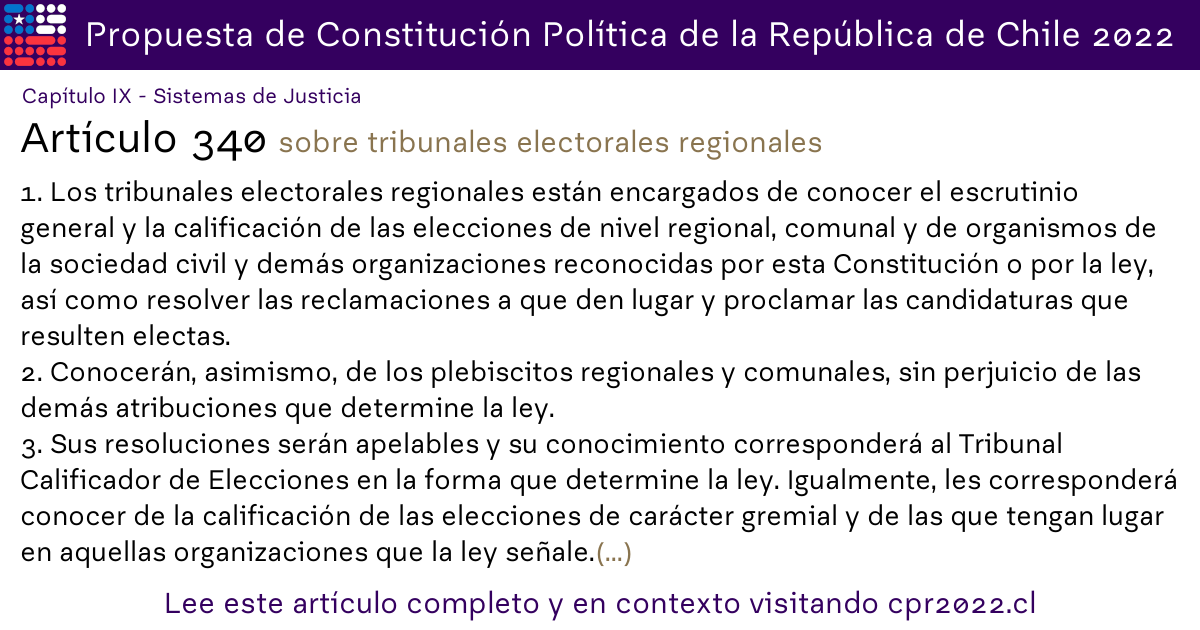 Propuesta de Constitución Política de la República de Chile 2022
Capítulo IX - Sistemas de Justicia
Artículo 340 sobre tribunales electorales regionales
1. Los tribunales electorales regionales están encargados de conocer el escrutinio
general y la calificación de las elecciones de nivel regional, comunal y de organismos de
la sociedad civil y demás organizaciones reconocidas por esta Constitución o por la ley,
así como resolver las reclamaciones a que den lugar y proclamar las candidaturas que
resulten electas.
2. Conocerán, asimismo, de los plebiscitos regionales y comunales, sin perjuicio de las
demás atribuciones que determine la ley.
3. Sus resoluciones serán apelables y su conocimiento corresponderá al Tribunal
Calificador de Elecciones en la forma que determine la ley. Igualmente, les corresponderá
conocer de la calificación de las elecciones de carácter gremial y de las que tengan lugar
en aquellas organizaciones que la ley señale.(...)
Lee este artículo completo y en contexto visitando cpr2022.cl